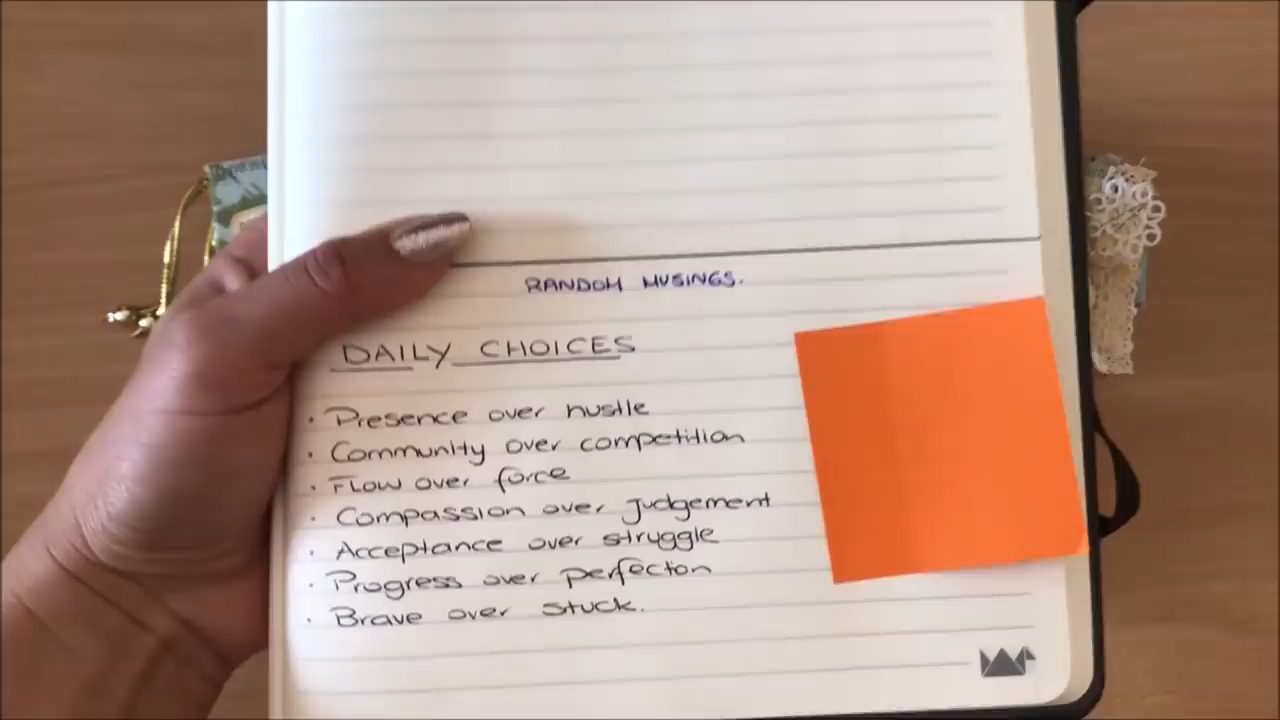 RANDOM MUSINGS.
DAILY CHOICES
· Presence over hustle
· Community over competition
· Flow over force
· Compassion over judgement
· Acceptance over struggle
· Progress over perfecton
· Brave over stuck.